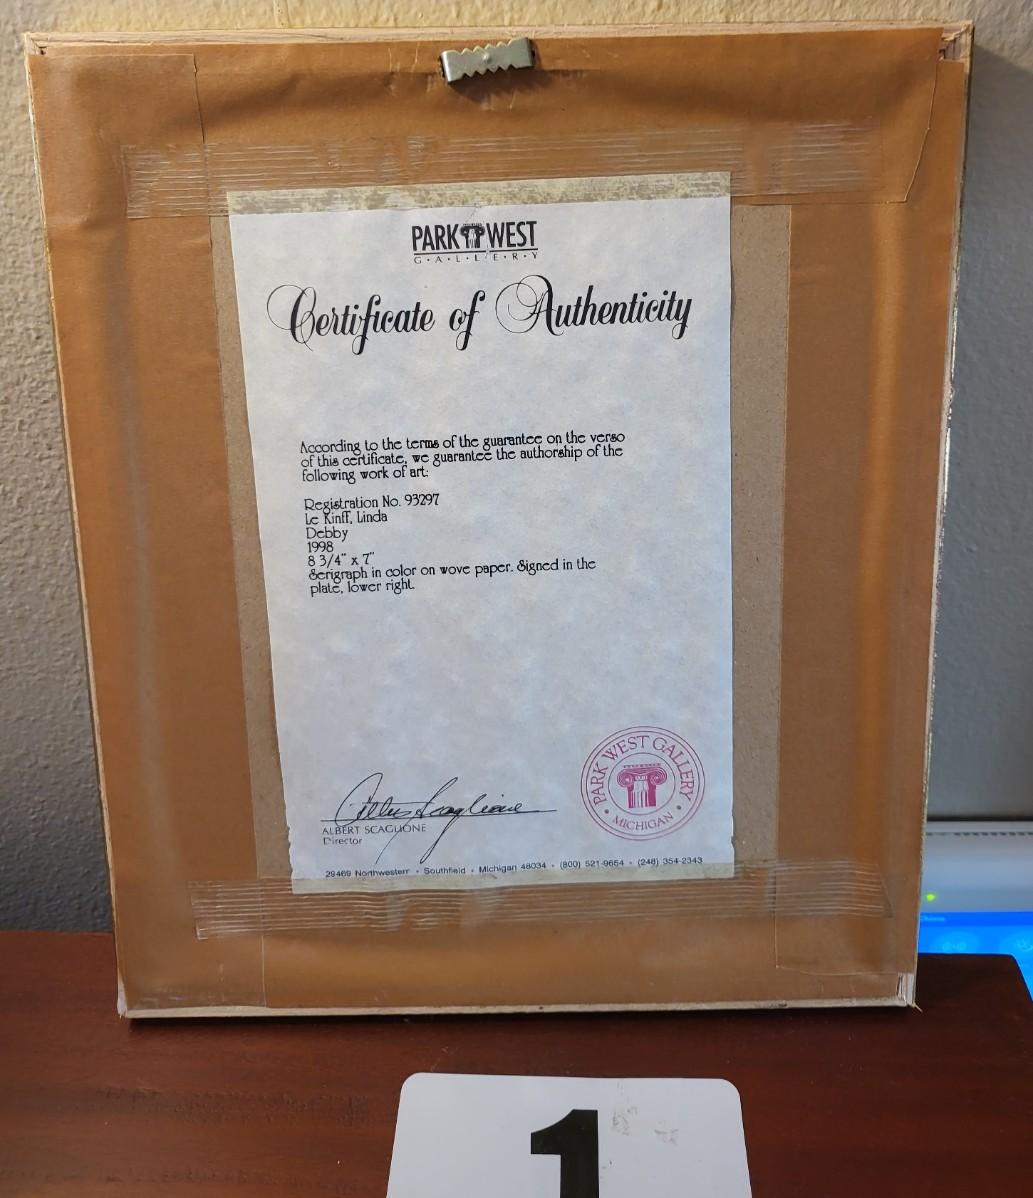 PARK WEST
G•A•L•L•E•R•Y
Certificate of Authenticity
According to the terms of the guarantee on the verso
of this certificate, we guarantee the authorship of the
following work of art:
Registration No. 93297
Le Kinff, Linda
Debby
1998
8 3/4" x 7"
Serigraph in color on wove paper. Signed in the
plate, lower right.
Albert Scaglione
ALBERT SCAGLIONE
Director
PARK WEST GALLERY
• MICHIGAN •
29469 Northwestern • Southfield • Michigan 48034 • (800) 521-9654 • (248) 354-2343
1